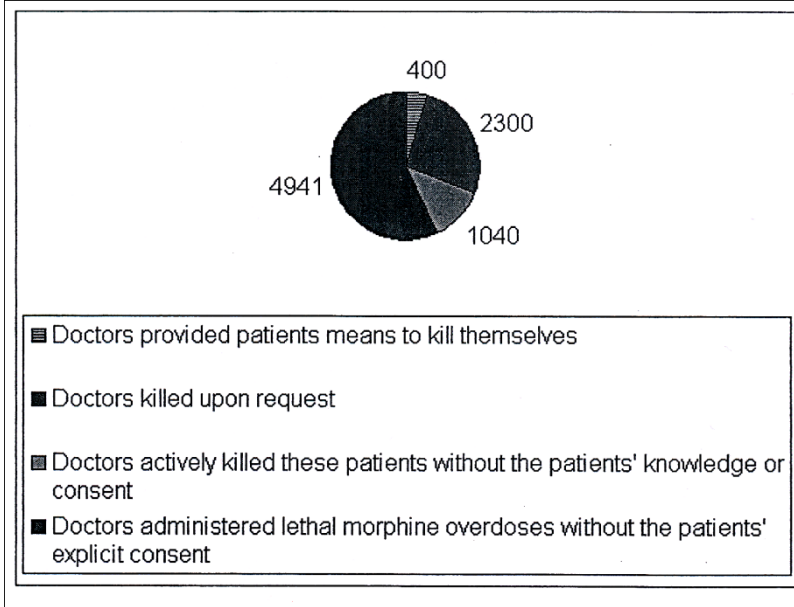 400
2300
4941
1040
Doctors provided patients means to kill themselves
Doctors killed upon request
Doctors actively killed these patients without the patients' knowledge or
consent
Doctors administered lethal morphine overdoses without the patients'
explicit consent